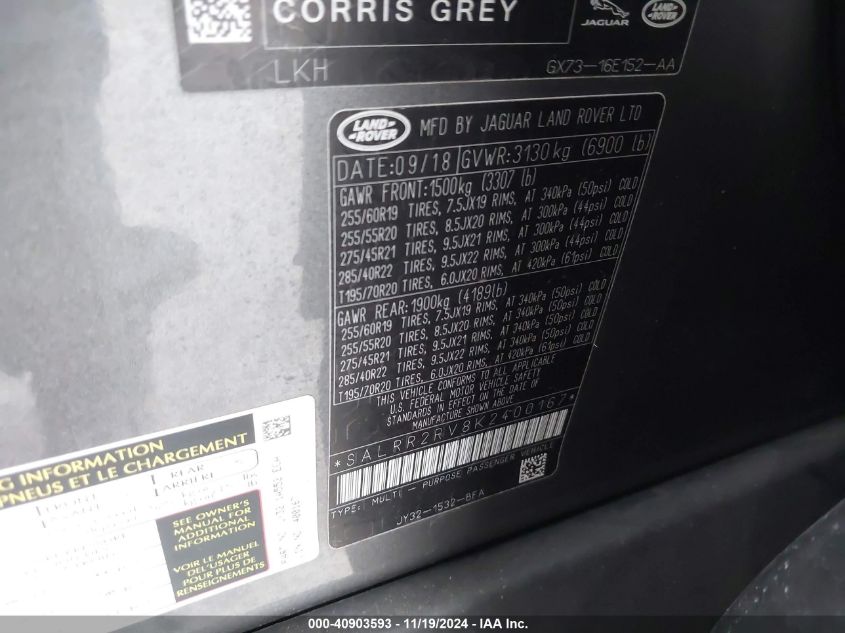 CORRIS GREY
JAGUAR
LAND ROVER
LKH
GX73-16E152-AA
LAND ROVER
MFD BY JAGUAR LAND ROVER LTD
DATE:09/18 GVWR:3130kg (6900 lb)
GAWR FRONT:1500kg (3307 lb)
255/60R19 TIRES, 7.5JX19 RIMS, AT 340kPa (50psi) COLD
255/55R20 TIRES, 8.5JX20 RIMS, AT 300kPa (44psi) COLD
275/45R21 TIRES, 9.5JX21 RIMS, AT 300kPa (44psi) COLD
285/40R22 TIRES, 9.5JX22 RIMS, AT 300kPa (44psi) COLD
T195/70R20 TIRES, 6.0JX20 RIMS, AT 420kPa (61psi) COLD
GAWR REAR:1900kg (4189lb)
255/60R19 TIRES, 7.5JX19 RIMS, AT 340kPa (50psi) COLD
255/55R20 TIRES, 8.5JX20 RIMS, AT 340kPa (50psi) COLD
275/45R21 TIRES, 9.5JX21 RIMS, AT 340kPa (50psi) COLD
285/40R22 TIRES, 9.5JX22 RIMS, AT 340kPa (50psi) COLD
T195/70R20 TIRES, 6.0JX20 RIMS, AT 420kPa (61psi) COLD
THIS VEHICLE CONFORMS TO ALL APPLICABLE
U.S. FEDERAL MOTOR VEHICLE SAFETY
STANDARDS IN EFFECT ON THE DATE OF
MANUFACTURE SHOWN ABOVE.
*SALRR2RV8K2400167*
TYPE: MULTI - PURPOSE PASSENGER VEHICLE
JY32-1532-BFA
NG INFORMATION
PNEUS ET LE CHARGEMENT
REAR
ARRIÈRE
SEE OWNER'S
MANUAL FOR
ADDITIONAL
INFORMATION
VOIR LE MANUEL
DE L'USAGER
POUR PLUS DE
RENSEIGNEMENTS
000-40903593 - 11/19/2024 - IAA Inc.